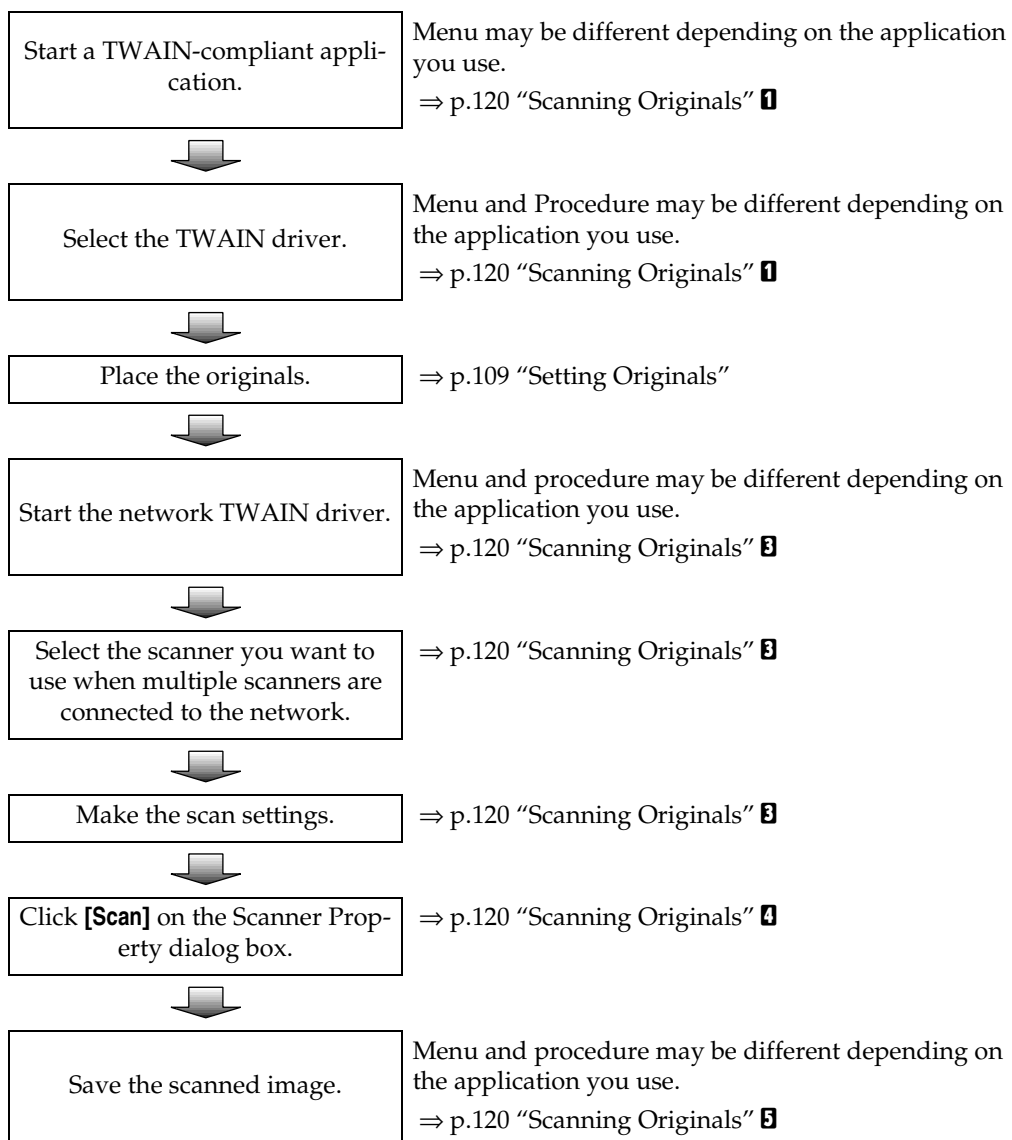 Start a TWAIN-compliant appli-
cation.
Menu may be different depending on the application
you use.
⇒ p.120 “Scanning Originals” 1
Select the TWAIN driver.
Menu and Procedure may be different depending on
the application you use.
⇒ p.120 “Scanning Originals” 1
Place the originals.
⇒ p.109 “Setting Originals”
Start the network TWAIN driver.
Menu and procedure may be different depending on
the application you use.
⇒ p.120 “Scanning Originals” 3
Select the scanner you want to
use when multiple scanners are
connected to the network.
⇒ p.120 “Scanning Originals” 3
Make the scan settings.
⇒ p.120 “Scanning Originals” 3
Click [Scan] on the Scanner Prop-
erty dialog box.
⇒ p.120 “Scanning Originals” 4
Save the scanned image.
Menu and procedure may be different depending on
the application you use.
⇒ p.120 “Scanning Originals” 5